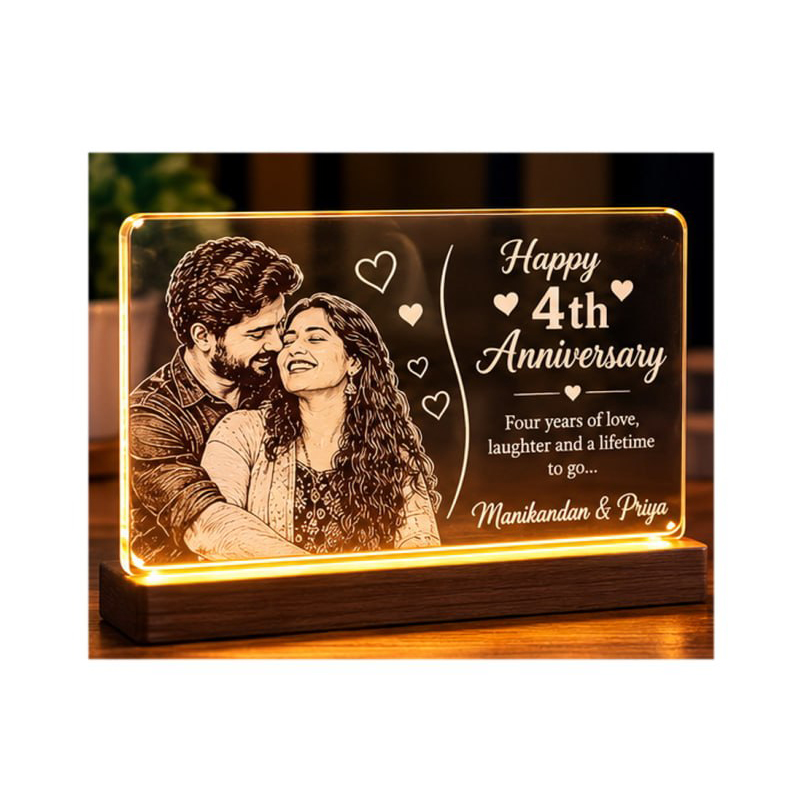 Happy
4th
Anniversary
Four years of love,
laughter and a lifetime
to go...
Manikandan & Priya